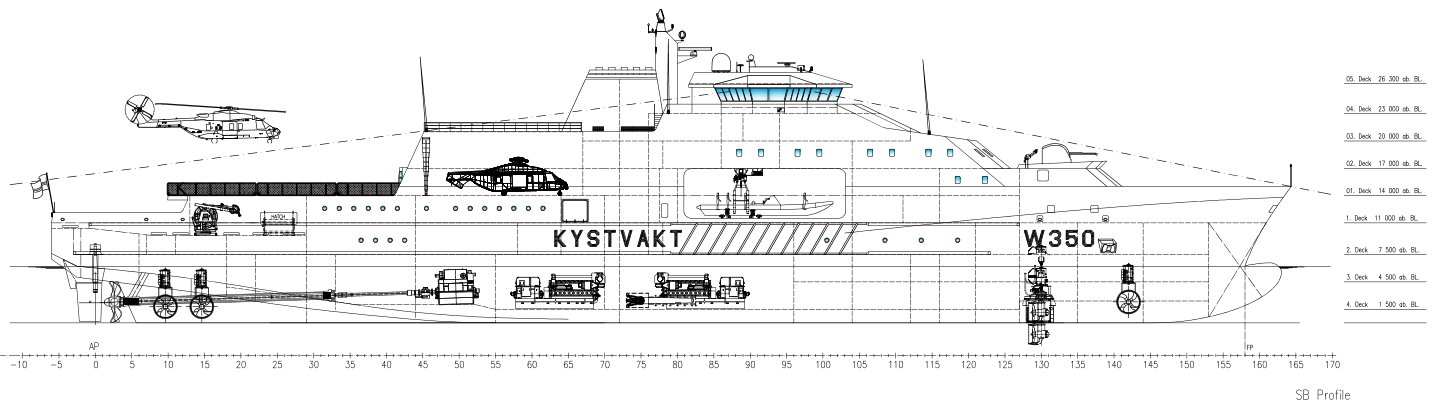 05. Deck 26 300 ab. BL.
04. Deck 23 000 ab. BL.
03. Deck 20 000 ab. BL.
02. Deck 17 000 ab. BL.
01. Deck 14 000 ab. BL.
HATCH
1. Deck 11 000 ab. BL.
KYSTVAKT W350
2. Deck 7 500 ab. BL.
3. Deck 4 500 ab. BL.
4. Deck 1 500 ab. BL.
AP FP
-10 -5 0 5 10 15 20 25 30 35 40 45 50 55 60 65 70 75 80 85 90 95 100 105 110 115 120 125 130 135 140 145 150 155 160 165 170
SB Profile